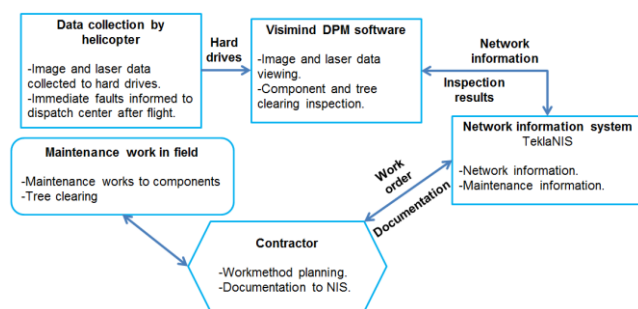 Data collection by
helicopter
-Image and laser data
collected to hard drives.
-Immediate faults informed to
dispatch center after flight.
Hard
drives
Visimind DPM software
-Image and laser data
viewing.
-Component and tree
clearing inspection.
Network
information
Inspection
results
Network information system
TeklaNIS
-Network information.
-Maintenance information.
Maintenance work in field
-Maintenance works to components
-Tree clearing
Work
order
Documentation
Contractor
-Workmethod planning.
-Documentation to NIS.